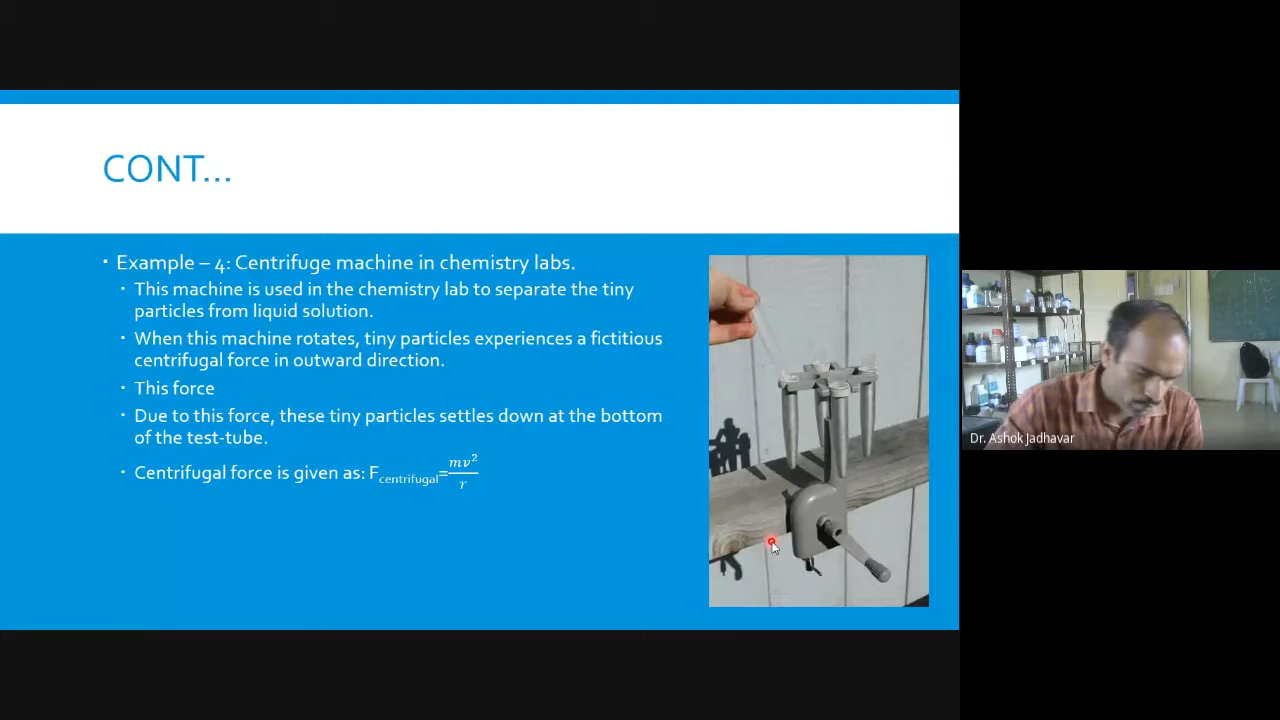 CONT...
Example – 4: Centrifuge machine in chemistry labs.
This machine is used in the chemistry lab to separate the tiny
particles from liquid solution.
When this machine rotates, tiny particles experiences a fictitious
centrifugal force in outward direction.
This force
Due to this force, these tiny particles settles down at the bottom
of the test-tube.
Centrifugal force is given as: F_centrifugal=mv²/r
Dr. Ashok Jadhavar